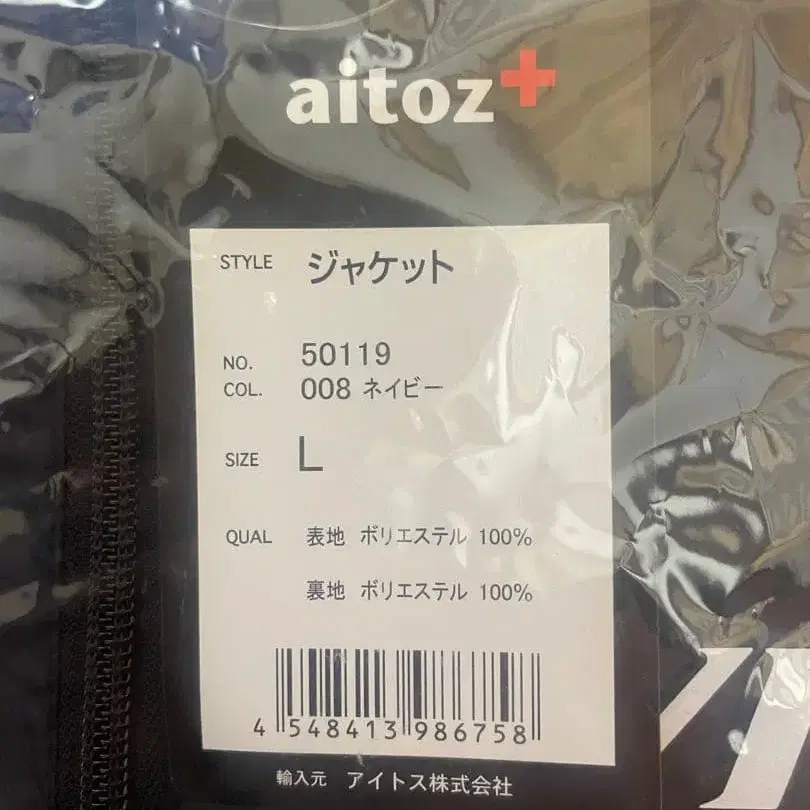 aitoz+
STYLE ジャケット
NO. 50119
COL. 008 ネイビー
SIZE L
QUAL 表地 ポリエステル 100%
裏地 ポリエステル 100%
4 548413 986758
輸入元 アイトス株式会社